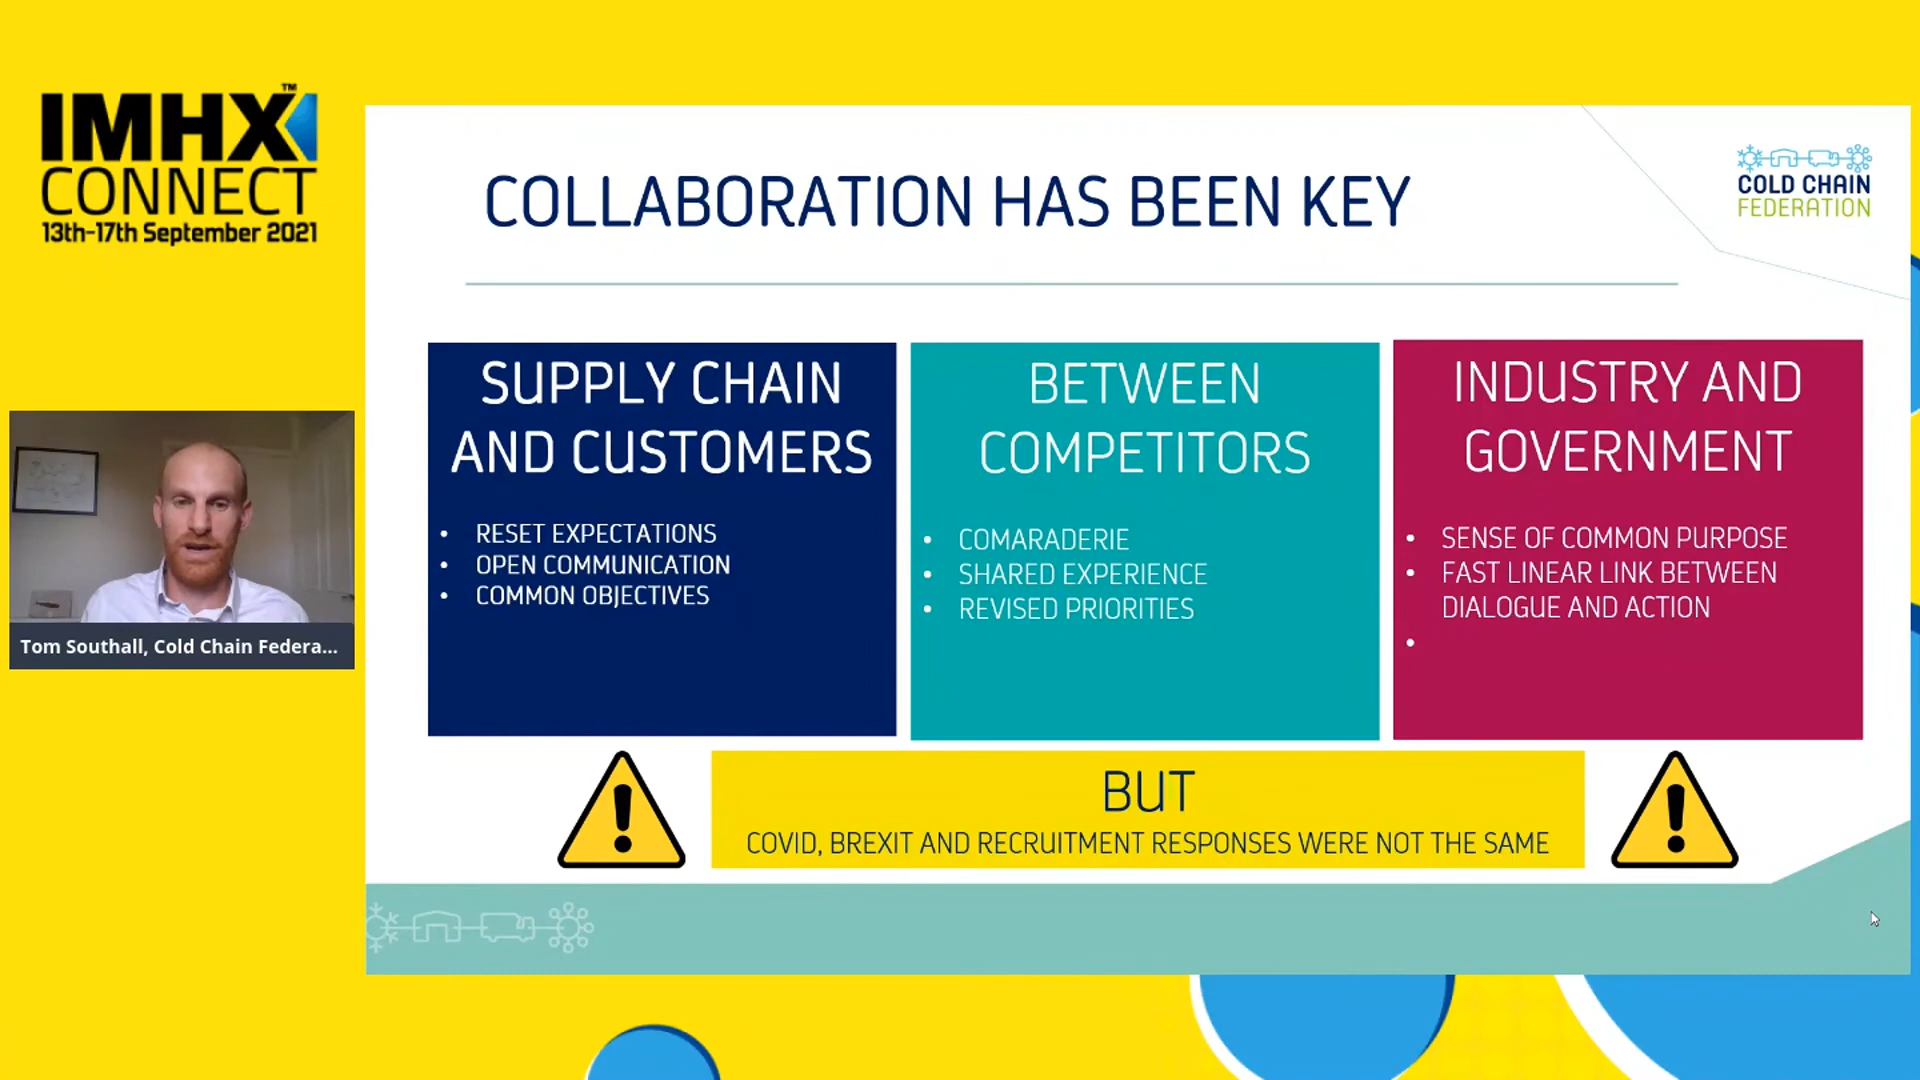 IMHX™
CONNECT
13th-17th September 2021
COLLABORATION HAS BEEN KEY
COLD CHAIN
FEDERATION
SUPPLY CHAIN
AND CUSTOMERS
• RESET EXPECTATIONS
• OPEN COMMUNICATION
• COMMON OBJECTIVES
BETWEEN
COMPETITORS
• COMARADERIE
• SHARED EXPERIENCE
• REVISED PRIORITIES
INDUSTRY AND
GOVERNMENT
• SENSE OF COMMON PURPOSE
• FAST LINEAR LINK BETWEEN
DIALOGUE AND ACTION
•
Tom Southall, Cold Chain Federa...
BUT
COVID, BREXIT AND RECRUITMENT RESPONSES WERE NOT THE SAME